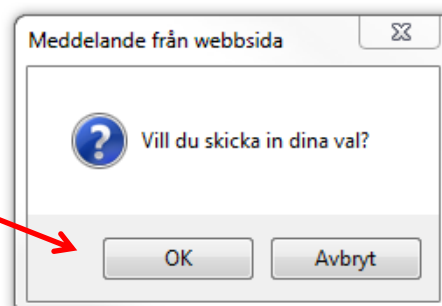 Meddelande från webbsida
Vill du skicka in dina val?
OK
Avbryt